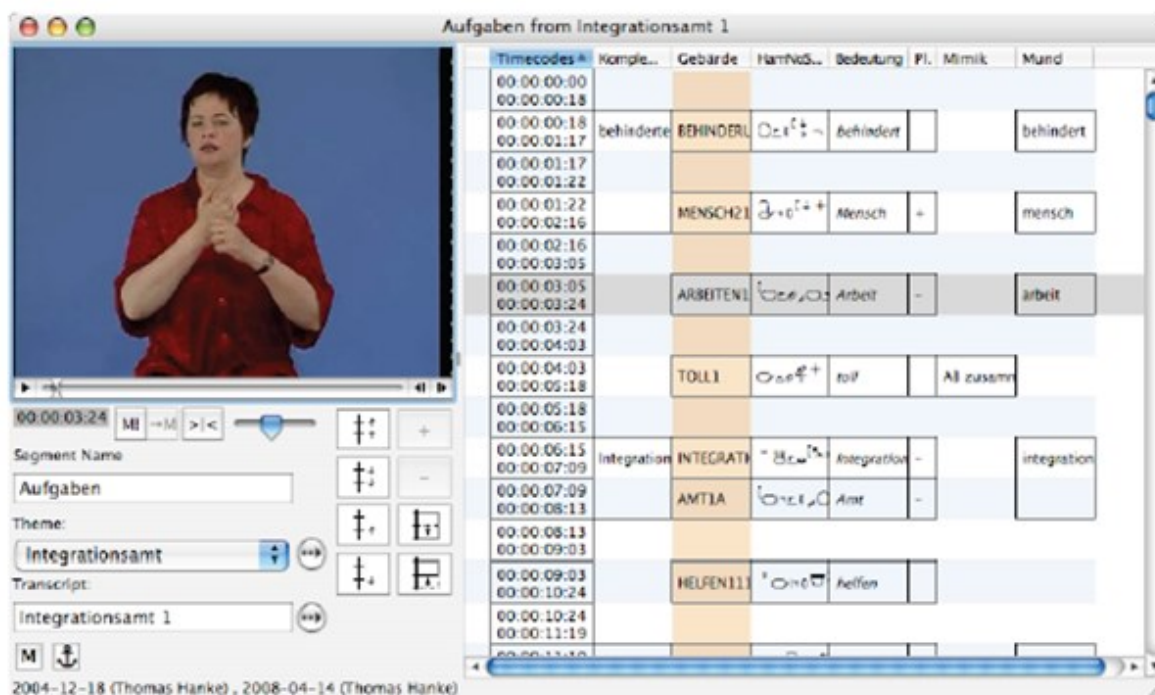 Aufgaben from Integrationsamt 1
Timecodes Komple... Gebärde HamNoS... Bedeutung Pl. Mimik Mund
00:00:00:00
00:00:00:18
00:00:00:18
00:00:01:17
behinderte BEHINDERU behindert behindert
00:00:01:17
00:00:01:22
00:00:01:22
00:00:02:16
MENSCH21 Mensch + mensch
00:00:02:16
00:00:03:05
00:00:03:05
00:00:03:24
ARBEITEN1 Arbeit - arbeit
00:00:03:24
00:00:04:03
00:00:04:03
00:00:05:18
TOLL1 toll All zusamm
00:00:05:18
00:00:06:15
00:00:06:15
00:00:07:09
Integration INTEGRATI Integration - integration
00:00:07:09
00:00:08:13
AMT1A Amt -
00:00:08:13
00:00:09:03
00:00:09:03
00:00:10:24
HELFEN111 helfen
00:00:10:24
00:00:11:19
00:00:03:24 M! →M >|<
+
-
Segment Name
Aufgaben
Theme:
Integrationsamt
Transcript:
Integrationsamt 1
M
2004-12-18 (Thomas Hanke) , 2008-04-14 (Thomas Hanke)